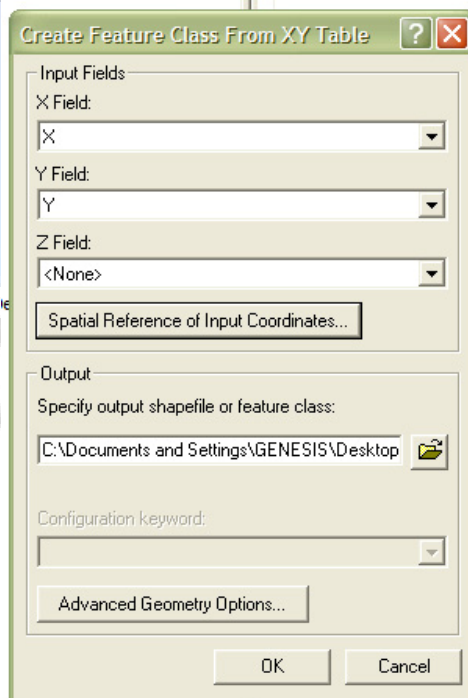 Create Feature Class From XY Table
Input Fields
X Field:
X
Y Field:
Y
Z Field:
<None>
Spatial Reference of Input Coordinates...
Output
Specify output shapefile or feature class:
C:\Documents and Settings\GENESIS\Desktop
Configuration keyword:
Advanced Geometry Options...
OK Cancel